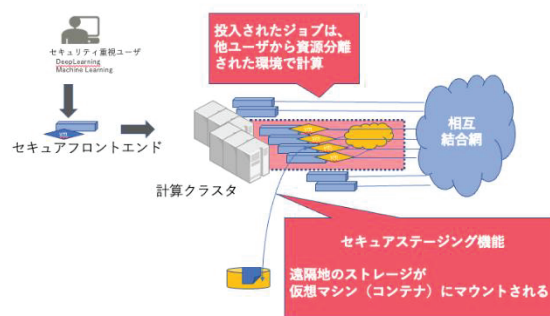 セキュリティ重視ユーザ
DeepLearning
Machine Learning
セキュアフロントエンド
投入されたジョブは、
他ユーザから資源分離
された環境で計算
計算クラスタ
相互
結合網
セキュアステージング機能
遠隔地のストレージが
仮想マシン（コンテナ）にマウントされる